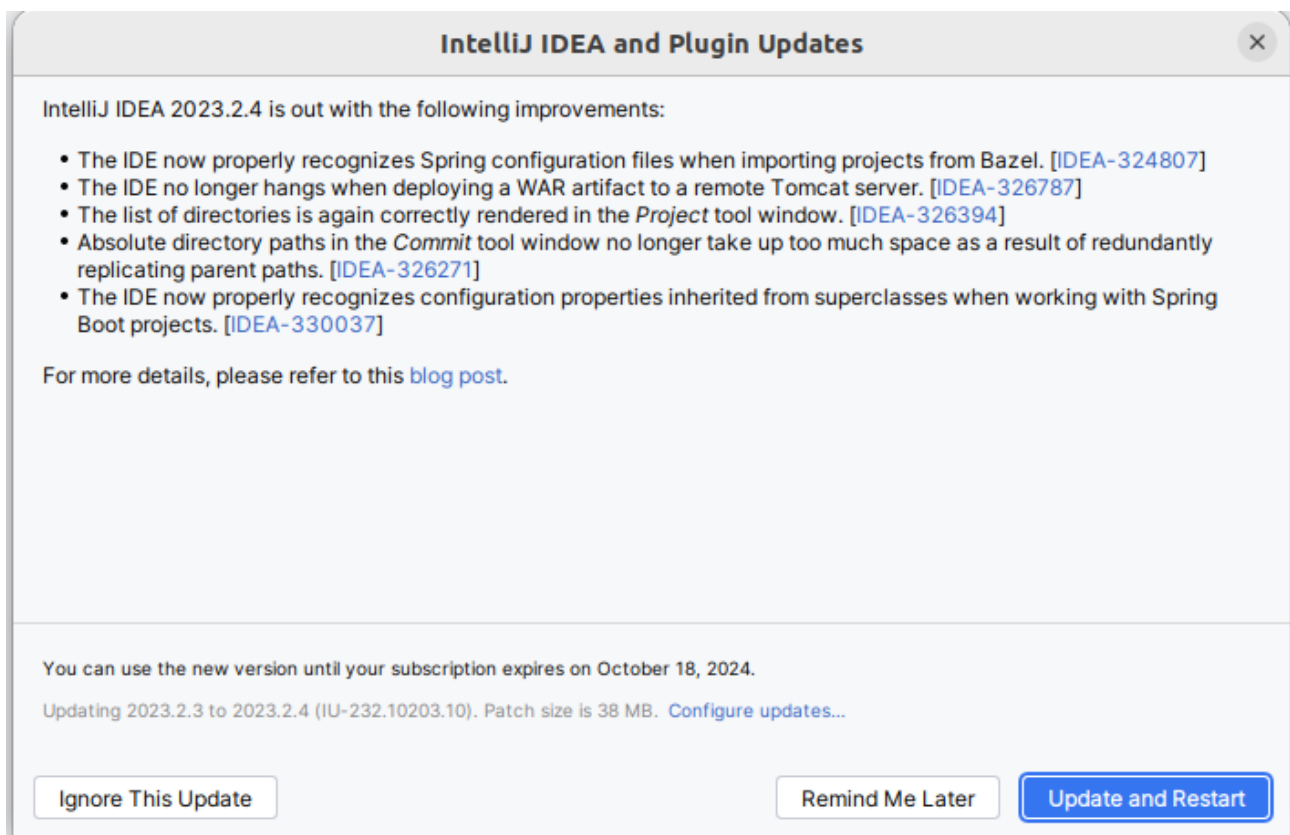 IntelliJ IDEA and Plugin Updates
IntelliJ IDEA 2023.2.4 is out with the following improvements:
• The IDE now properly recognizes Spring configuration files when importing projects from Bazel. [IDEA-324807]
• The IDE no longer hangs when deploying a WAR artifact to a remote Tomcat server. [IDEA-326787]
• The list of directories is again correctly rendered in the Project tool window. [IDEA-326394]
• Absolute directory paths in the Commit tool window no longer take up too much space as a result of redundantly
replicating parent paths. [IDEA-326271]
• The IDE now properly recognizes configuration properties inherited from superclasses when working with Spring
Boot projects. [IDEA-330037]
For more details, please refer to this blog post.
You can use the new version until your subscription expires on October 18, 2024.
Updating 2023.2.3 to 2023.2.4 (IU-232.10203.10). Patch size is 38 MB. Configure updates...
Ignore This Update
Remind Me Later
Update and Restart